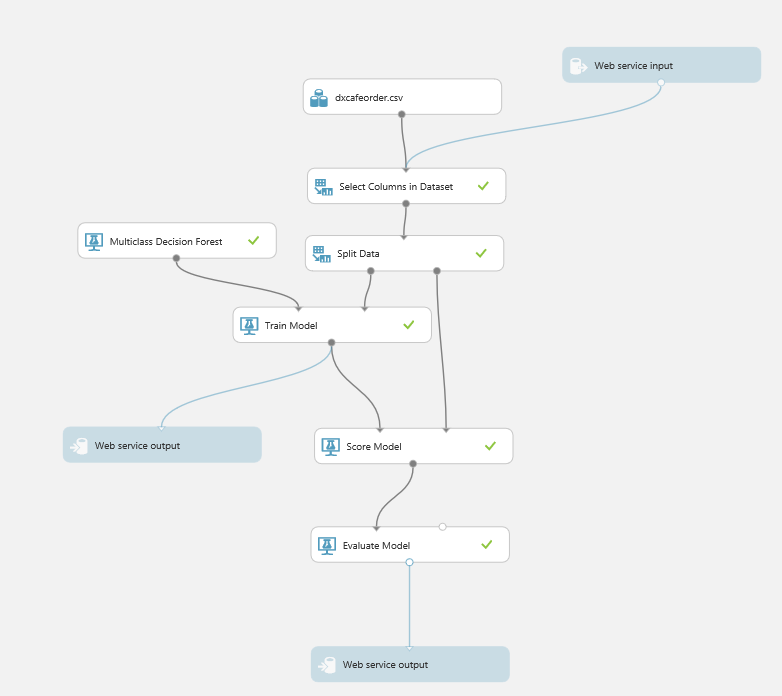 Web service input
dxcafeorder.csv
Select Columns in Dataset
Multiclass Decision Forest
Split Data
Train Model
Web service output
Score Model
Evaluate Model
Web service output